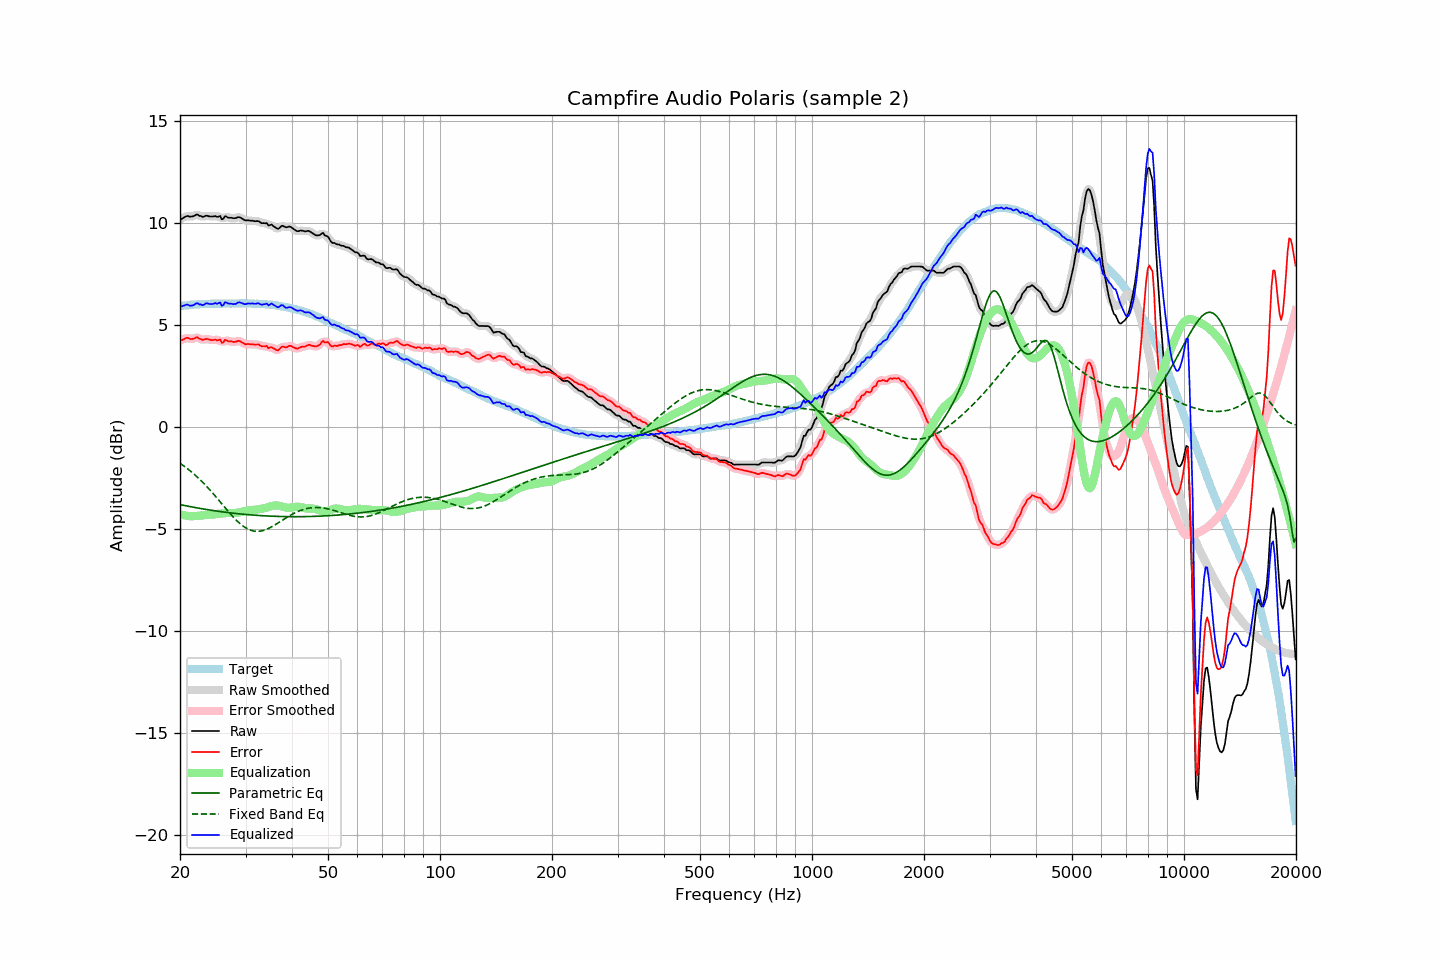 Campfire Audio Polaris (sample 2)
15
10
5
0
−5
−10
−15
−20
Amplitude (dBr)
Target
Raw Smoothed
Error Smoothed
Raw
Error
Equalization
Parametric Eq
Fixed Band Eq
Equalized
20 50 100 200 500 1000 2000 5000 10000 20000
Frequency (Hz)